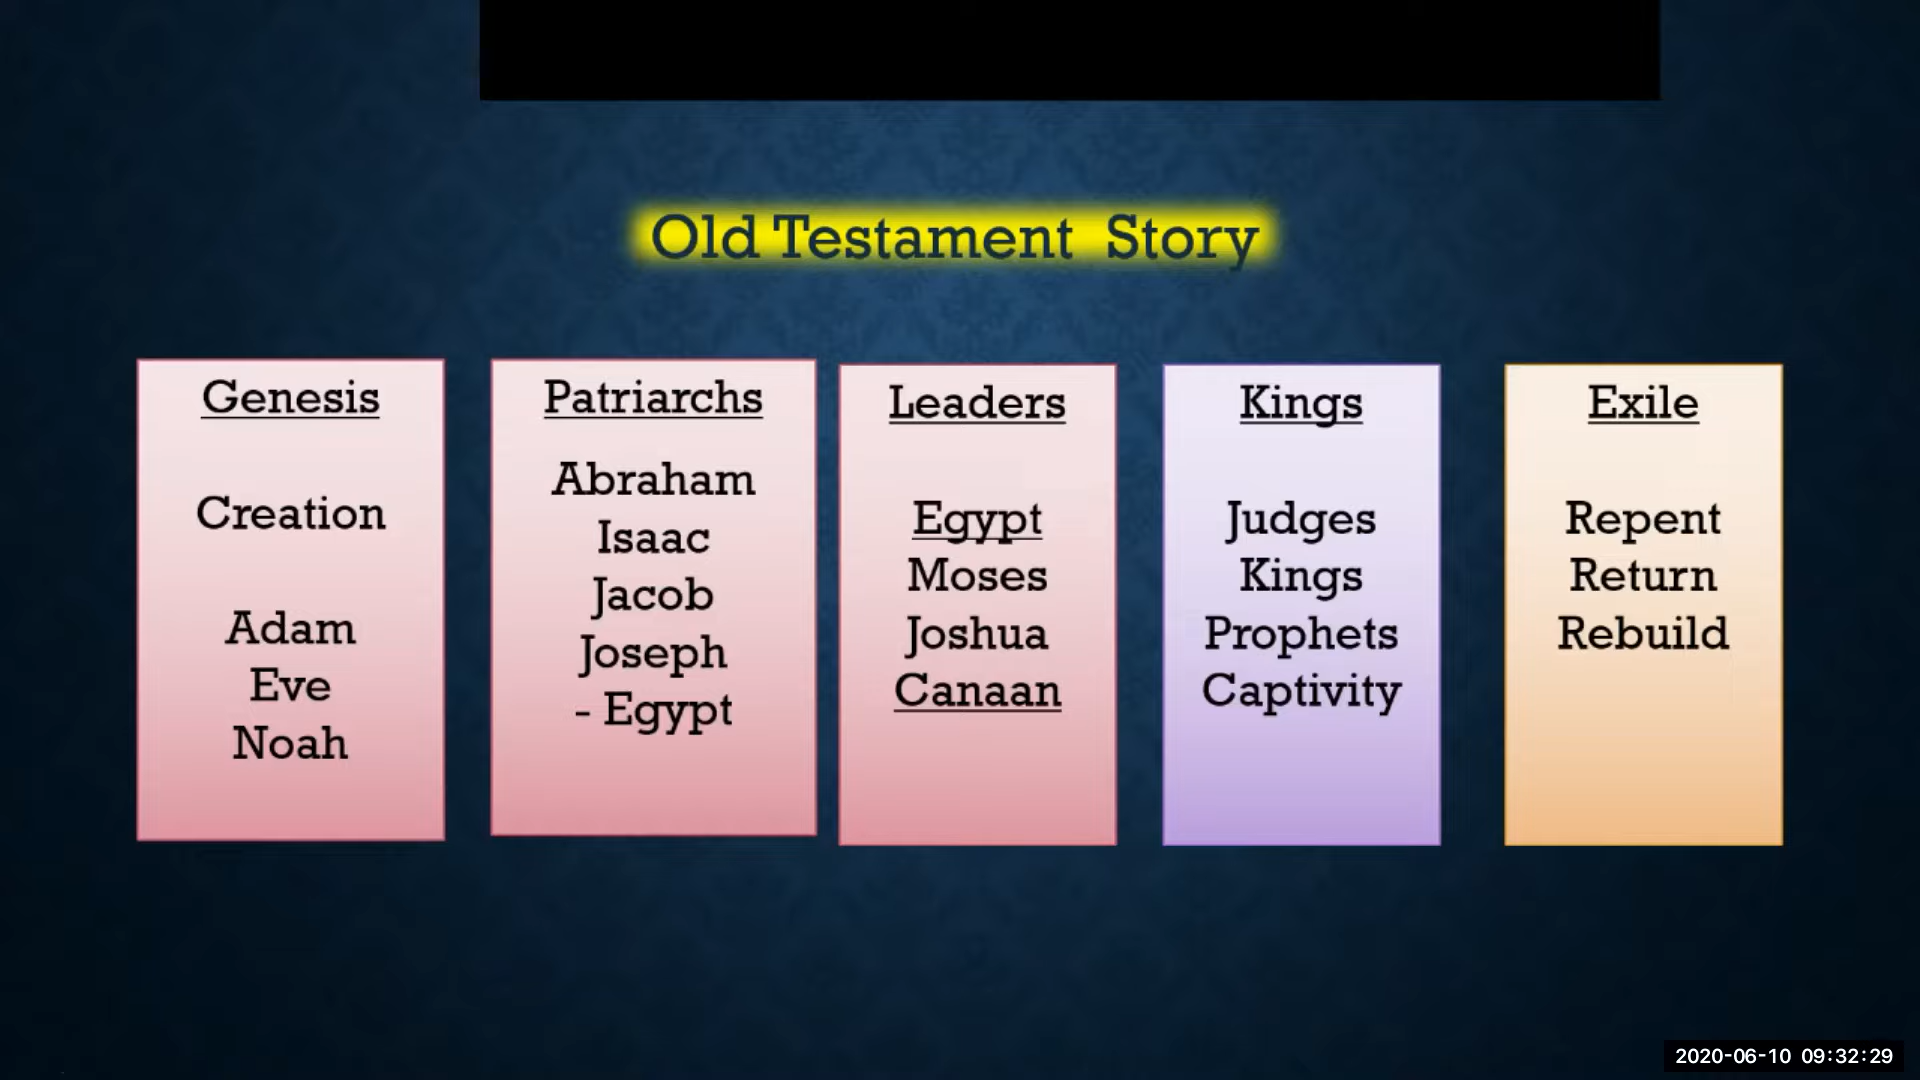 Old Testament  Story
Genesis
Creation
Adam
Eve
Noah
Patriarchs
Abraham
Isaac
Jacob
Joseph
- Egypt
Leaders
Egypt
Moses
Joshua
Canaan
Kings
Judges
Kings
Prophets
Captivity
Exile
Repent
Return
Rebuild
2020-06-10 09:32:29